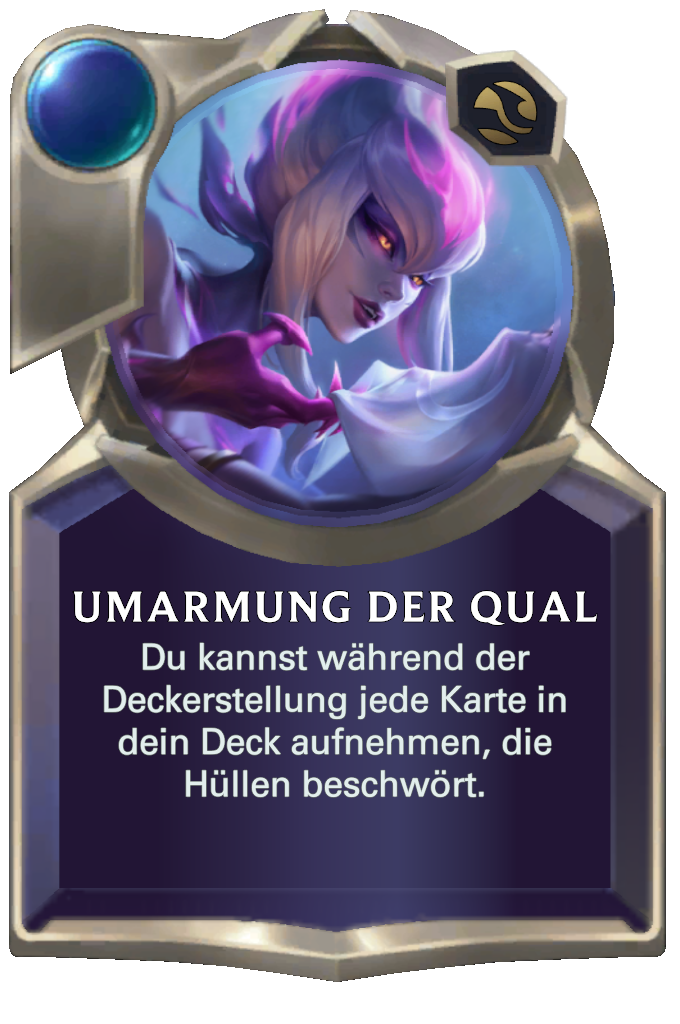 UMARMUNG DER QUAL
Du kannst während der
Deckerstellung jede Karte in
dein Deck aufnehmen, die
Hüllen beschwört.